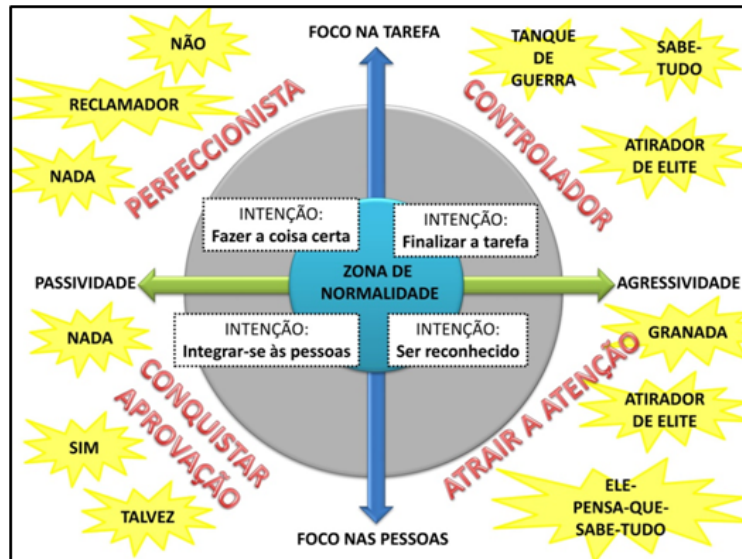 FOCO NA TAREFA
NÃO
RECLAMADOR
NADA
PERFECCIONISTA
TANQUE
DE
GUERRA
SABE-
TUDO
ATIRADOR
DE ELITE
CONTROLADOR
INTENÇÃO:
Fazer a coisa certa
INTENÇÃO:
Finalizar a tarefa
PASSIVIDADE
ZONA DE
NORMALIDADE
AGRESSIVIDADE
INTENÇÃO:
Integrar-se às pessoas
INTENÇÃO:
Ser reconhecido
NADA
SIM
TALVEZ
CONQUISTAR
APROVAÇÃO
GRANADA
ATIRADOR
DE ELITE
ELE-
PENSA-QUE-
SABE-TUDO
ATRAIR A ATENÇÃO
FOCO NAS PESSOAS